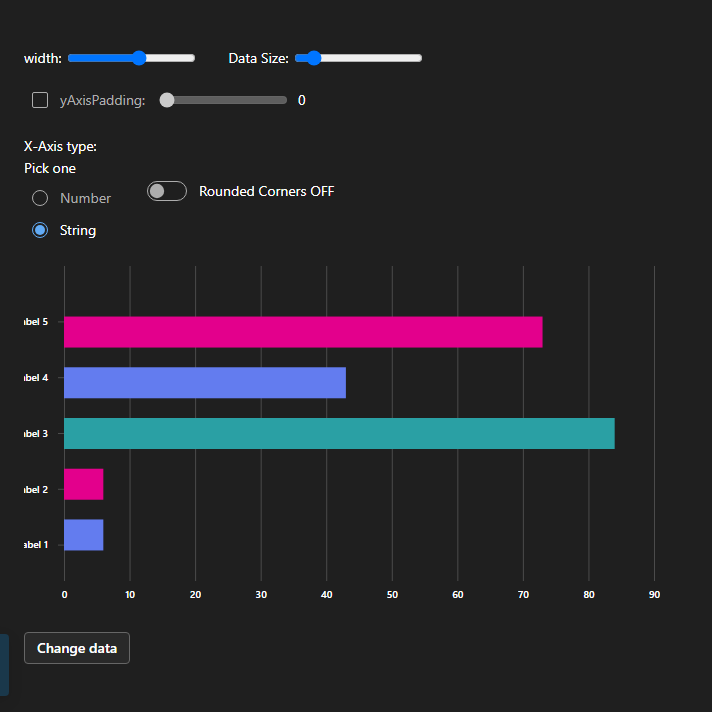 width: Data Size:
yAxisPadding: 0
X-Axis type:
Pick one
Number Rounded Corners OFF
String
abel 5
abel 4
abel 3
abel 2
abel 1
0 10 20 30 40 50 60 70 80 90
Change data